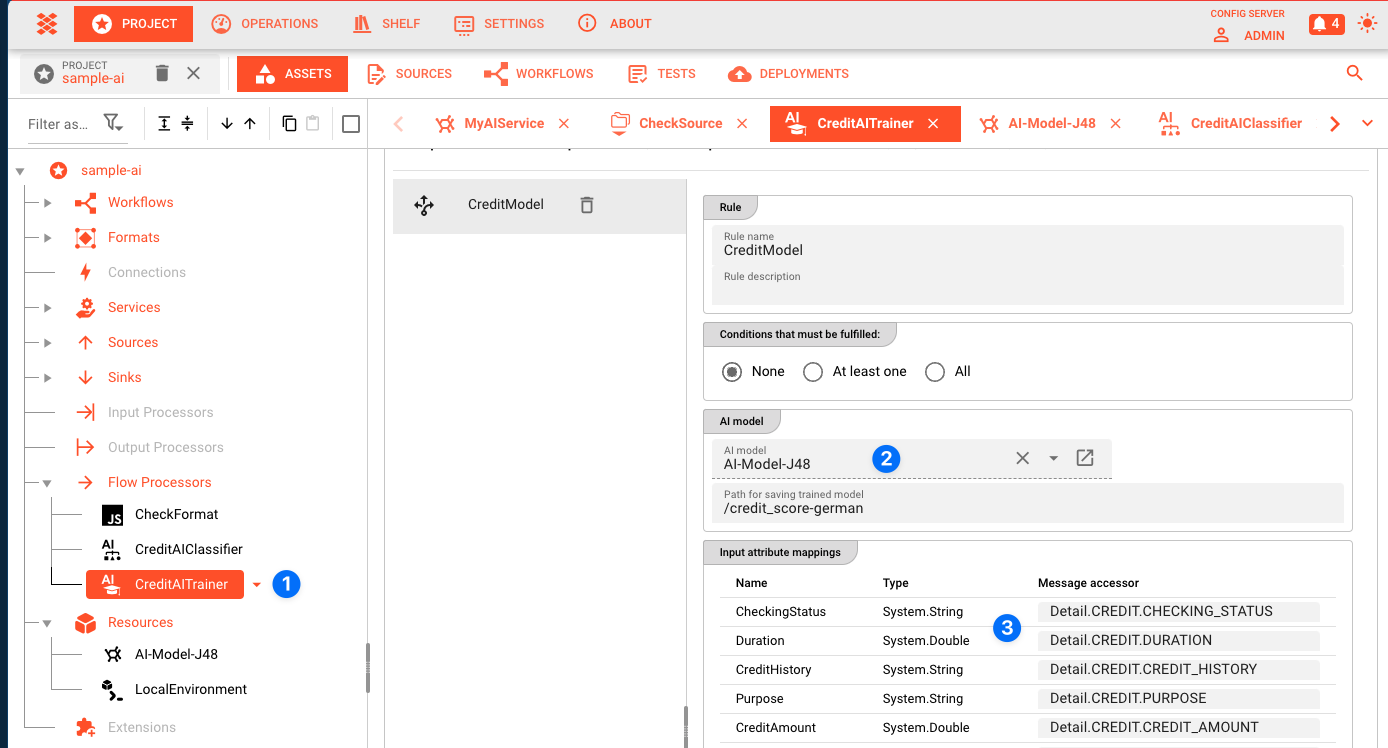 PROJECT
OPERATIONS
SHELF
SETTINGS
ABOUT
CONFIG SERVER
ADMIN
4
PROJECT
sample-ai
ASSETS
SOURCES
WORKFLOWS
TESTS
DEPLOYMENTS
Filter as...
MyAIService
CheckSource
CreditAITrainer
AI-Model-J48
CreditAIClassifier
sample-ai
Workflows
Formats
Connections
Services
Sources
Sinks
Input Processors
Output Processors
Flow Processors
CheckFormat
CreditAIClassifier
CreditAITrainer
1
Resources
AI-Model-J48
LocalEnvironment
Extensions
CreditModel
Rule
Rule name
CreditModel
Rule description
Conditions that must be fulfilled:
None
At least one
All
AI model
AI model
AI-Model-J48
2
Path for saving trained model
/credit_score-german
Input attribute mappings
Name Type Message accessor
CheckingStatus System.String Detail.CREDIT.CHECKING_STATUS
3
Duration System.Double Detail.CREDIT.DURATION
CreditHistory System.String Detail.CREDIT.CREDIT_HISTORY
Purpose System.String Detail.CREDIT.PURPOSE
CreditAmount System.Double Detail.CREDIT.CREDIT_AMOUNT